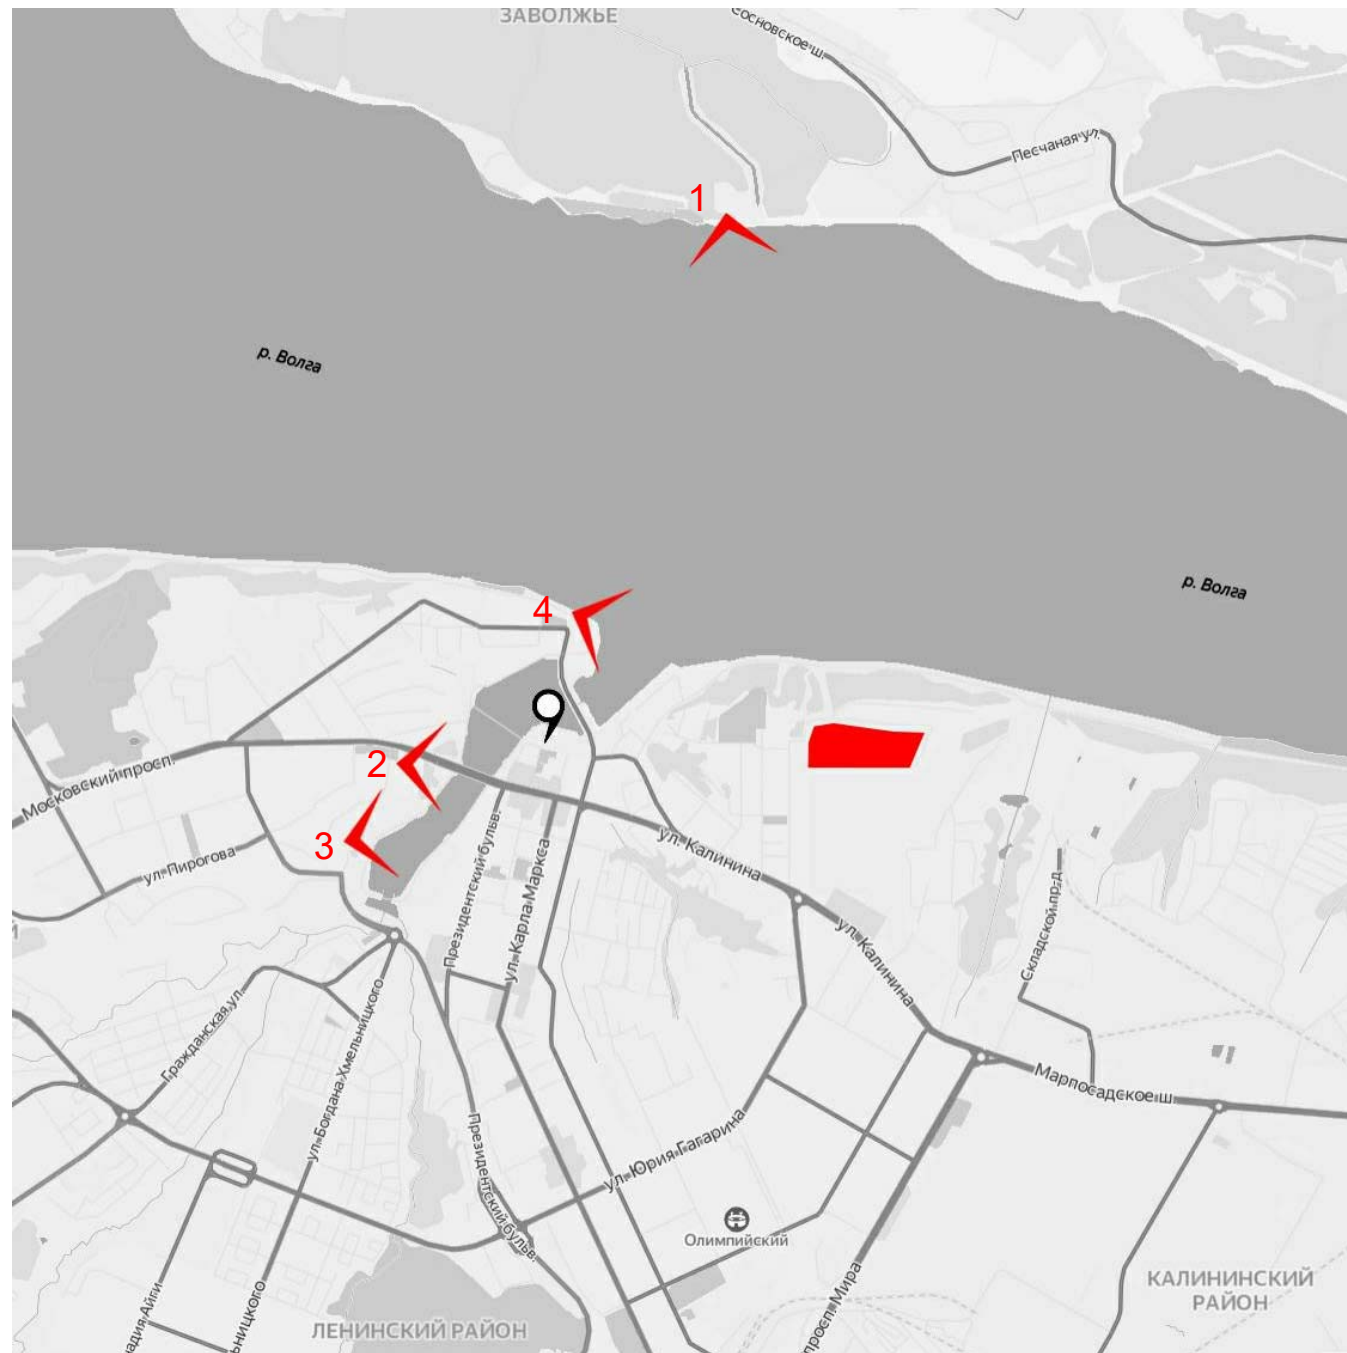 ЗАВОЛЖЬЕ
Сосновское ш.
Песчаная ул.
1
р. Волга
р. Волга
4
2
Московский просп.
3
ул. Пирогова
ул. Калинина
Президентский бульв.
ул. Карла Маркса
ул. Калинина
Складской пр-д
Гражданская ул.
ул. Богдана Хмельницкого
Марпосадское ш.
Президентский бульв.
ул. Юрия Гагарина
Олимпийский
просп. Мира
КАЛИНИНСКИЙ
РАЙОН
ЛЕНИНСКИЙ РАЙОН